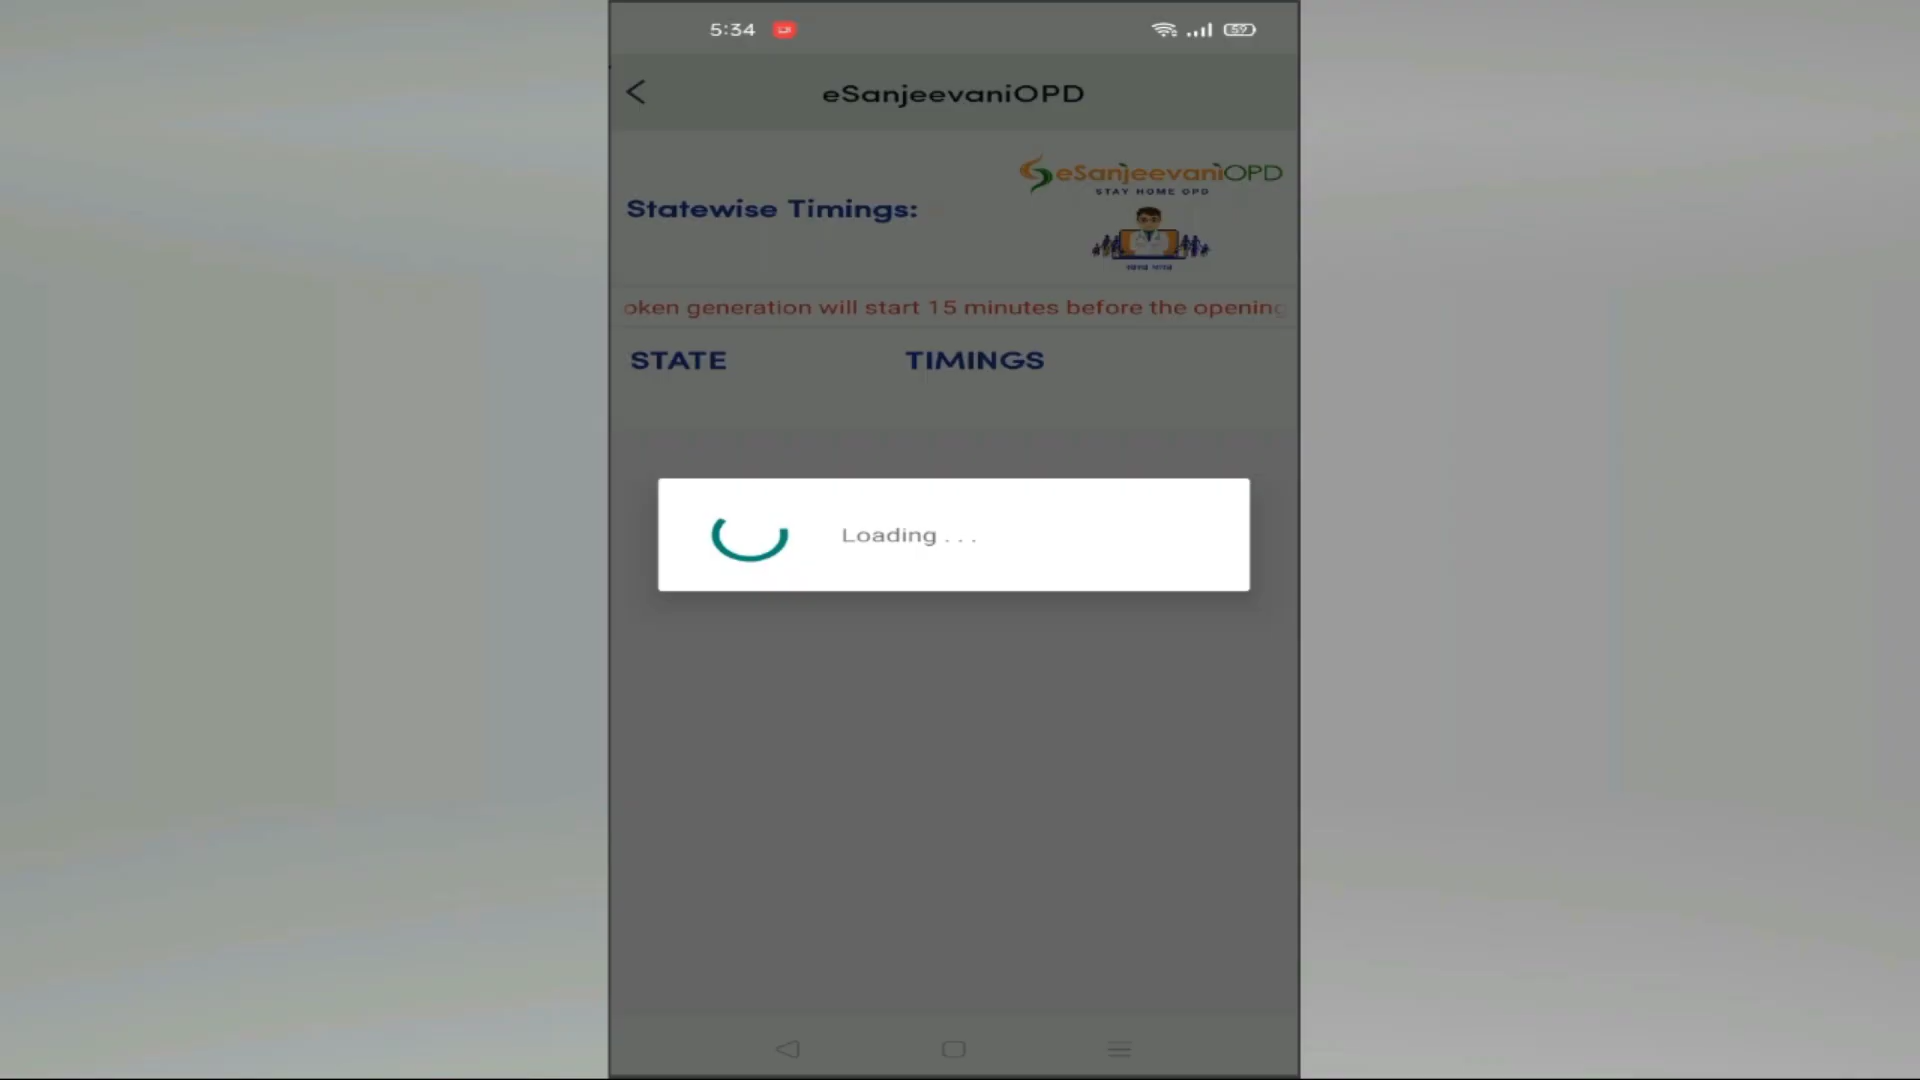 5:34
59
eSanjeevaniOPD
eSanjeevaniOPD
STAY HOME OPD
Statewise Timings:
oken generation will start 15 minutes before the opening
STATE TIMINGS
Loading . . .